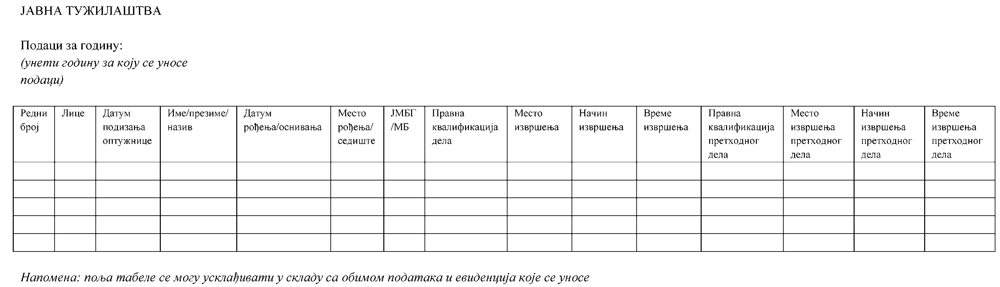 ЈАВНА ТУЖИЛАШТВА
Подаци за годину:
(унети годину за коју се уносе
подаци)
Редни
број
Лице
Датум
подизања
оптужнице
Име/презиме/
назив
Датум
рођења/оснивања
Место
рођења/
седиште
ЈМБГ
/МБ
Правна
квалификација
дела
Место
извршења
Начин
извршења
Време
извршења
Правна
квалификација
претходног
дела
Место
извршења
претходног
дела
Начин
извршења
претходног
дела
Време
извршења
претходног
дела
Напомена: поља табеле се могу усклађивати у складу са обимом података и евиденција које се уносе